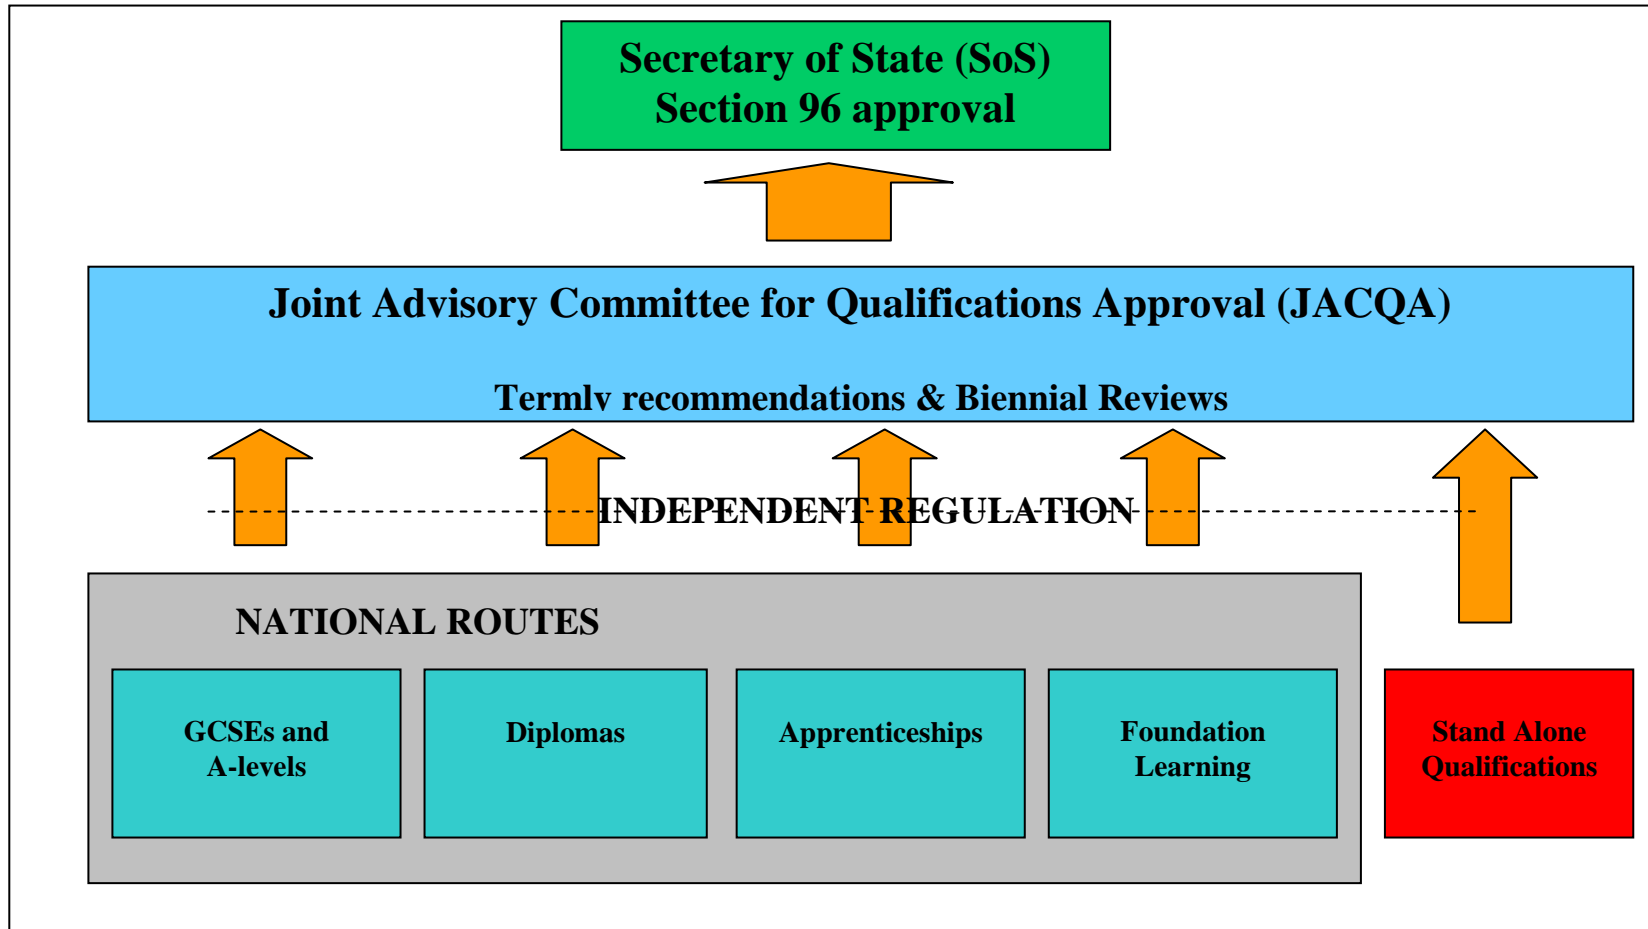 Secretary of State (SoS)
Section 96 approval
Joint Advisory Committee for Qualifications Approval (JACQA)
Termly recommendations & Biennial Reviews
INDEPENDENT REGULATION
NATIONAL ROUTES
GCSEs and
A-levels
Diplomas
Apprenticeships
Foundation
Learning
Stand Alone
Qualifications